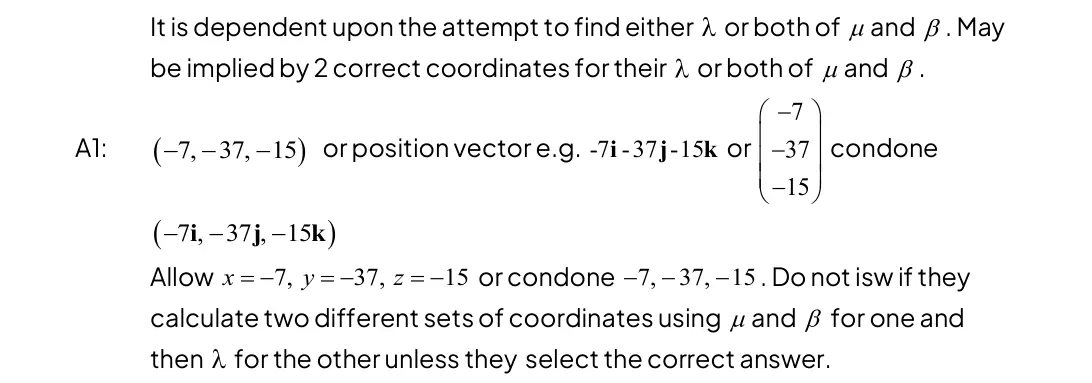 It is dependent upon the attempt to find either λ or both of μ and β. May
be implied by 2 correct coordinates for their λ or both of μ and β.
A1: (−7, −37, −15) or position vector e.g. -7i-37j-15k or (−7 −37 −15) condone
(−7i, −37j, −15k)
Allow x = −7, y = −37, z = −15 or condone −7, −37, −15. Do not isw if they
calculate two different sets of coordinates using μ and β for one and
then λ for the other unless they select the correct answer.